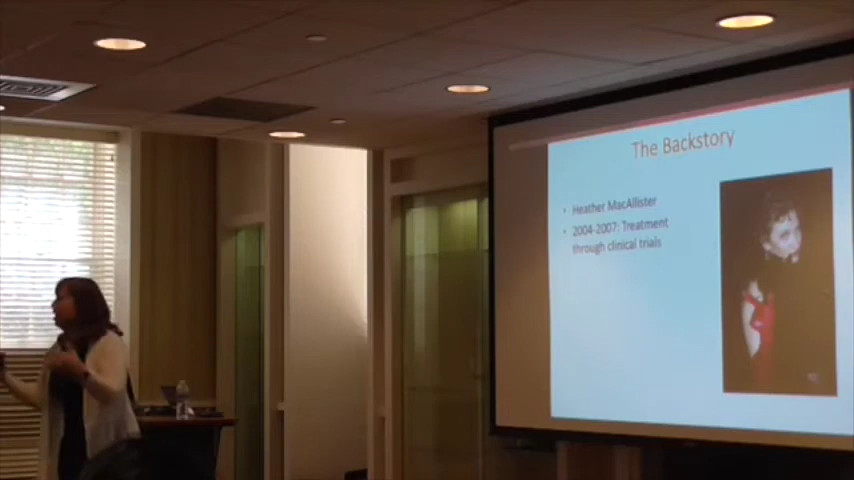 The Backstory
• Heather MacAllister
• 2004-2007: Treatment
through clinical trials